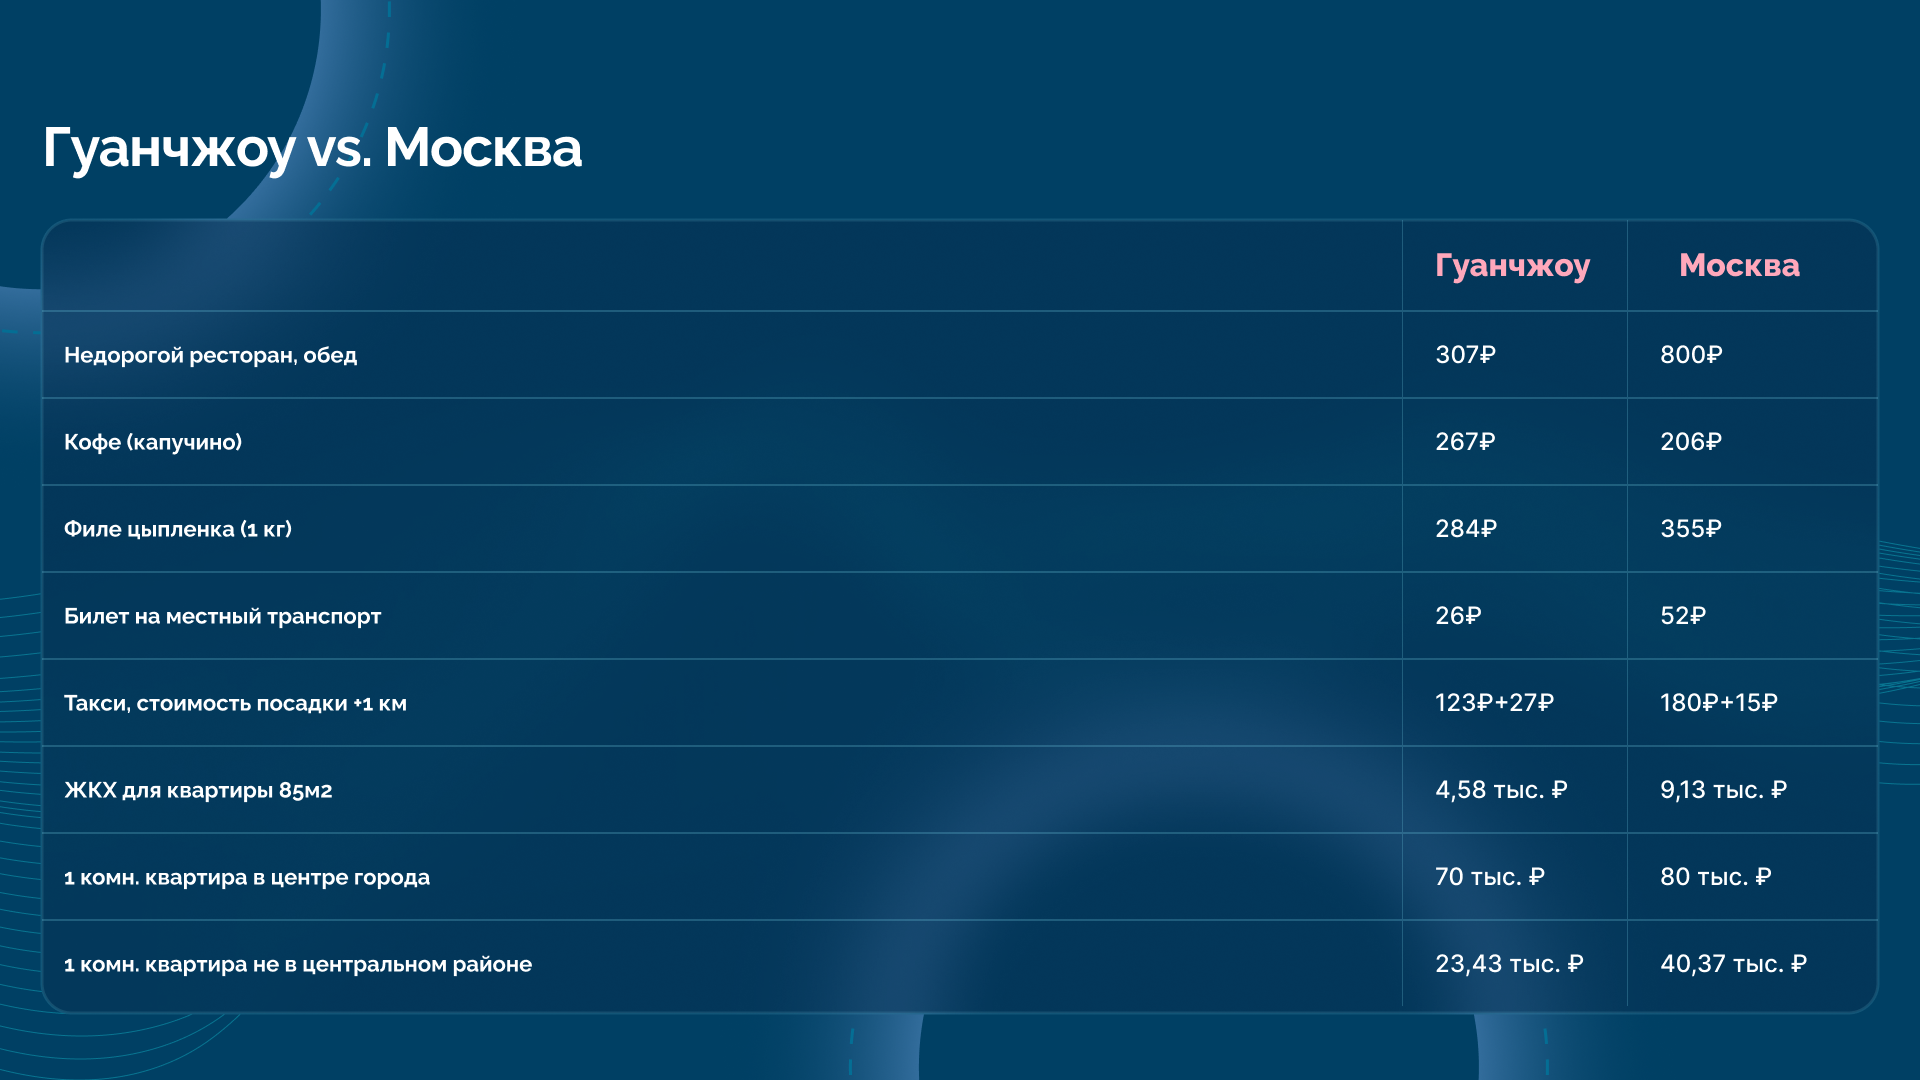 Гуанчжоу vs. Москва
Гуанчжоу Москва
Недорогой ресторан, обед 307₽ 800₽
Кофе (капучино) 267₽ 206₽
Филе цыпленка (1 кг) 284₽ 355₽
Билет на местный транспорт 26₽ 52₽
Такси, стоимость посадки +1 км 123₽+27₽ 180₽+15₽
ЖКХ для квартиры 85м2 4,58 тыс. ₽ 9,13 тыс. ₽
1 комн. квартира в центре города 70 тыс. ₽ 80 тыс. ₽
1 комн. квартира не в центральном районе 23,43 тыс. ₽ 40,37 тыс. ₽